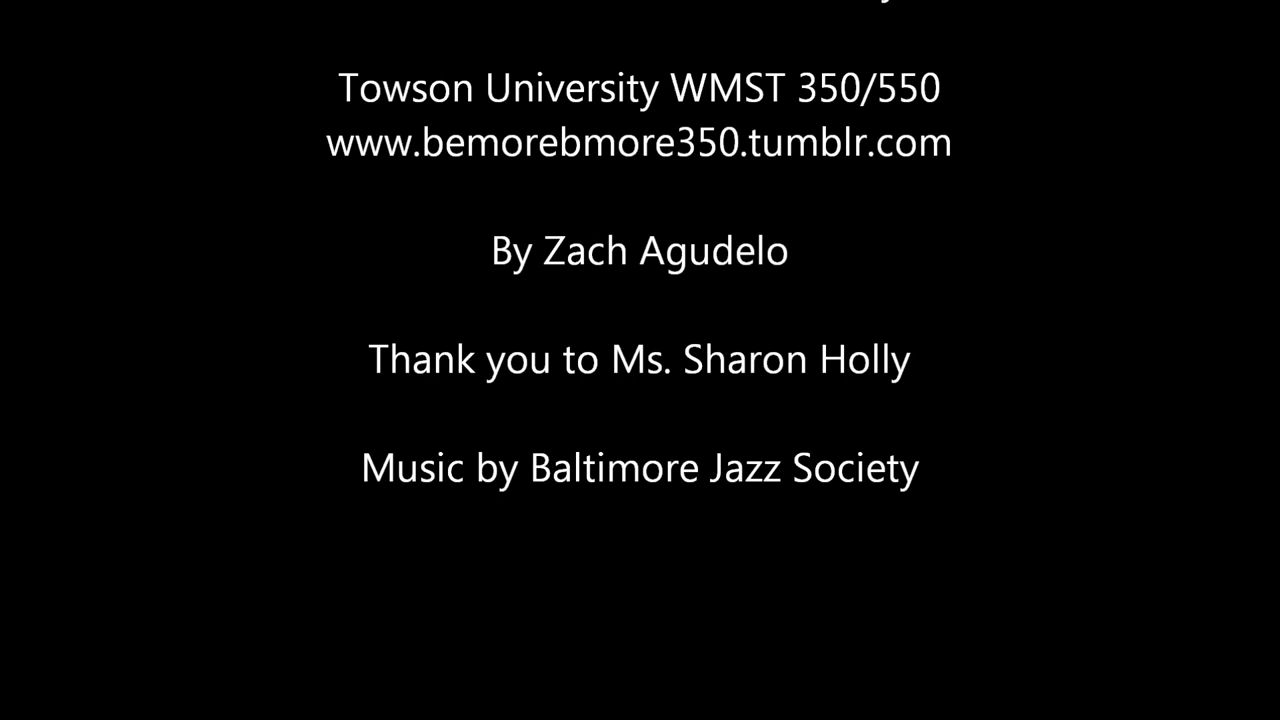 Towson University WMST 350/550
www.bemorebmore350.tumblr.com
By Zach Agudelo
Thank you to Ms. Sharon Holly
Music by Baltimore Jazz Society